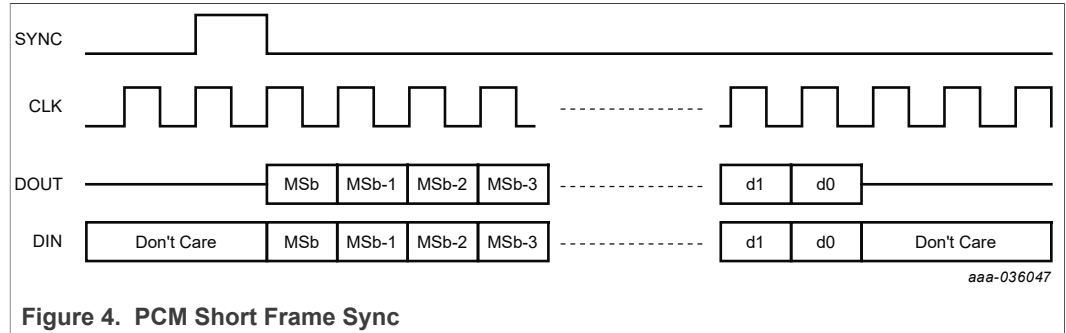 SYNC
CLK
DOUT MSb MSb-1 MSb-2 MSb-3 d1 d0
DIN Don't Care MSb MSb-1 MSb-2 MSb-3 d1 d0 Don't Care
aaa-036047
Figure 4. PCM Short Frame Sync